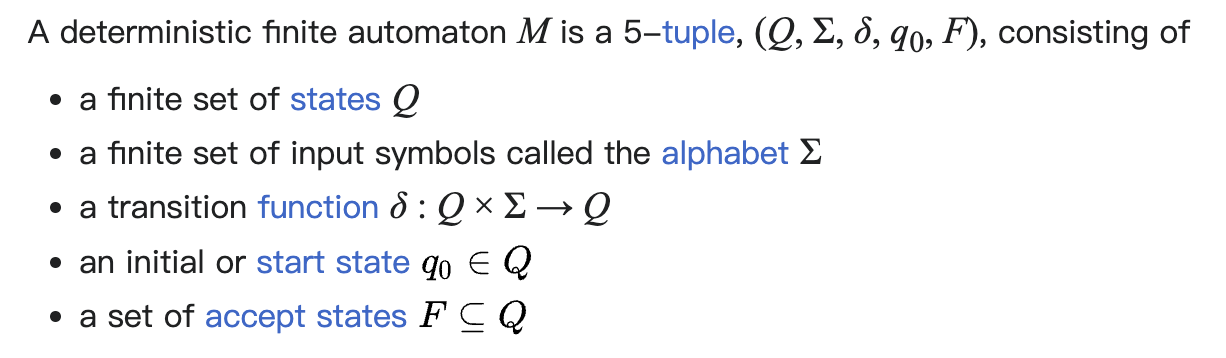 A deterministic finite automaton M is a 5–tuple, (Q, Σ, δ, q₀, F), consisting of
• a finite set of states Q
• a finite set of input symbols called the alphabet Σ
• a transition function δ : Q × Σ → Q
• an initial or start state q₀ ∈ Q
• a set of accept states F ⊆ Q